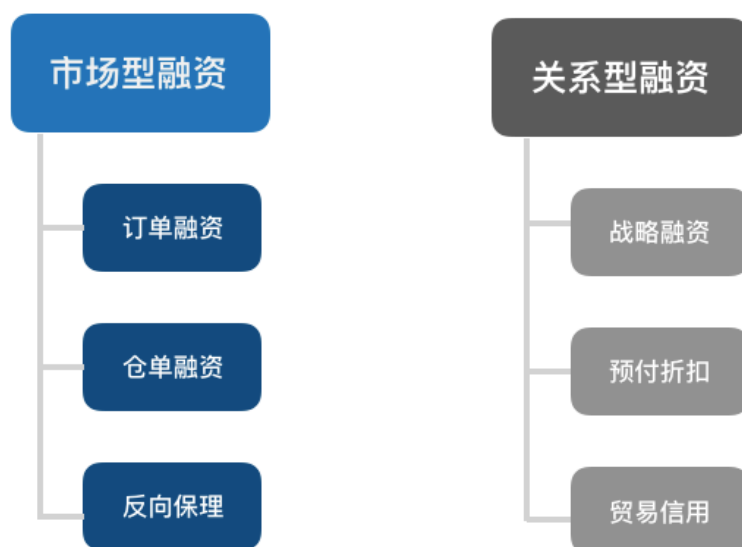 市场型融资
订单融资
仓单融资
反向保理
关系型融资
战略融资
预付折扣
贸易信用